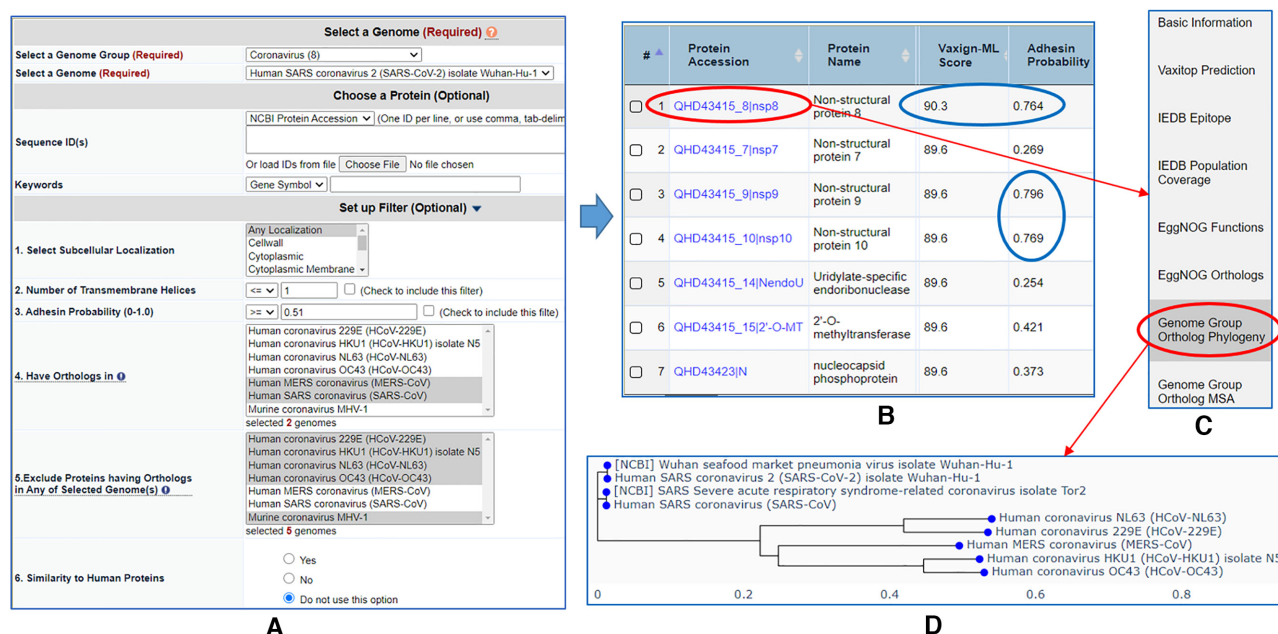 Select a Genome (Required)
Select a Genome Group (Required) Coronavirus (8)
Select a Genome (Required) Human SARS coronavirus 2 (SARS-CoV-2) isolate Wuhan-Hu-1
Choose a Protein (Optional)
NCBI Protein Accession (One ID per line, or use comma, tab-delim
Sequence ID(s)
Or load IDs from file Choose File No file chosen
Keywords Gene Symbol
Set up Filter (Optional)
1. Select Subcellular Localization
Any Localization
Cellwall
Cytoplasmic
Cytoplasmic Membrane
2. Number of Transmembrane Helices <= 1 (Check to include this filter)
3. Adhesin Probability (0-1.0) >= 0.51 (Check to include this filte)
4. Have Orthologs in
Human coronavirus 229E (HCoV-229E)
Human coronavirus HKU1 (HCoV-HKU1) isolate N5
Human coronavirus NL63 (HCoV-NL63)
Human coronavirus OC43 (HCoV-OC43)
Human MERS coronavirus (MERS-CoV)
Human SARS coronavirus (SARS-CoV)
Murine coronavirus MHV-1
selected 2 genomes
5.Exclude Proteins having Orthologs
in Any of Selected Genome(s)
Human coronavirus 229E (HCoV-229E)
Human coronavirus HKU1 (HCoV-HKU1) isolate N5
Human coronavirus NL63 (HCoV-NL63)
Human coronavirus OC43 (HCoV-OC43)
Human MERS coronavirus (MERS-CoV)
Human SARS coronavirus (SARS-CoV)
Murine coronavirus MHV-1
selected 5 genomes
6. Similarity to Human Proteins
Yes
No
Do not use this option
A
# Protein Accession Protein Name Vaxign-ML Score Adhesin Probability
1 QHD43415_8|nsp8 Non-structural protein 8 90.3 0.764
2 QHD43415_7|nsp7 Non-structural protein 7 89.6 0.269
3 QHD43415_9|nsp9 Non-structural protein 9 89.6 0.796
4 QHD43415_10|nsp10 Non-structural protein 10 89.6 0.769
5 QHD43415_14|NendoU Uridylate-specific endoribonuclease 89.6 0.254
6 QHD43415_15|2'-O-MT 2'-O-methyltransferase 89.6 0.421
7 QHD43423|N nucleocapsid phosphoprotein 89.6 0.373
B
Basic Information
Vaxitop Prediction
IEDB Epitope
IEDB Population
Coverage
EggNOG Functions
EggNOG Orthologs
Genome Group
Ortholog Phylogeny
Genome Group
Ortholog MSA
C
[NCBI] Wuhan seafood market pneumonia virus isolate Wuhan-Hu-1
Human SARS coronavirus 2 (SARS-CoV-2) isolate Wuhan-Hu-1
[NCBI] SARS Severe acute respiratory syndrome-related coronavirus isolate Tor2
Human SARS coronavirus (SARS-CoV)
Human coronavirus NL63 (HCoV-NL63)
Human coronavirus 229E (HCoV-229E)
Human MERS coronavirus (MERS-CoV)
Human coronavirus HKU1 (HCoV-HKU1) isolate N5
Human coronavirus OC43 (HCoV-OC43)
0 0.2 0.4 0.6 0.8
D